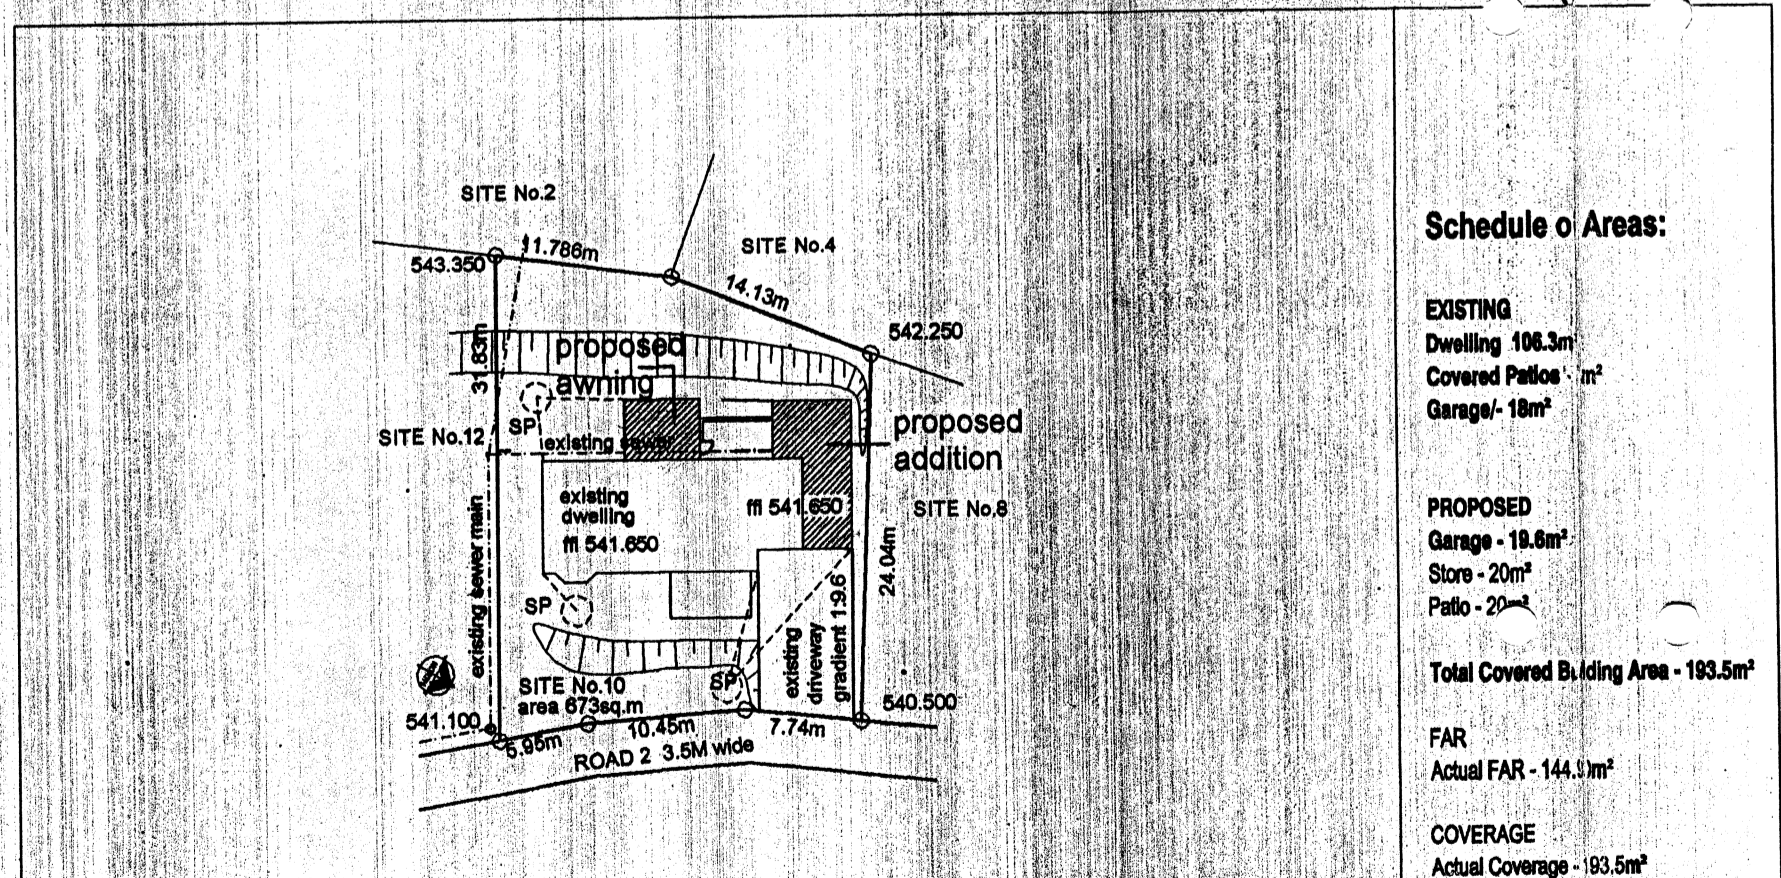 SITE No.2
11.786m
SITE No.4
543.350
14.13m
542.250
31.83m
proposed
awning
SP
SITE No.12
existing sewer
proposed
addition
existing
dwelling
ffl 541.650
ffl 541.650
SITE No.8
existing sewer main
24.04m
SP
existing
driveway
gradient 1:9.6
SP
SITE No.10
area 673sq.m
541.100
540.500
5.95m
10.45m
7.74m
ROAD 2 3.5M wide
Schedule o Areas:
EXISTING
Dwelling 106.3m
Covered Patios - m²
Garage/- 18m²
PROPOSED
Garage - 19.6m²
Store - 20m²
Patio - 20m²
Total Covered Building Area - 193.5m²
FAR
Actual FAR - 144.9m²
COVERAGE
Actual Coverage - 193.5m²